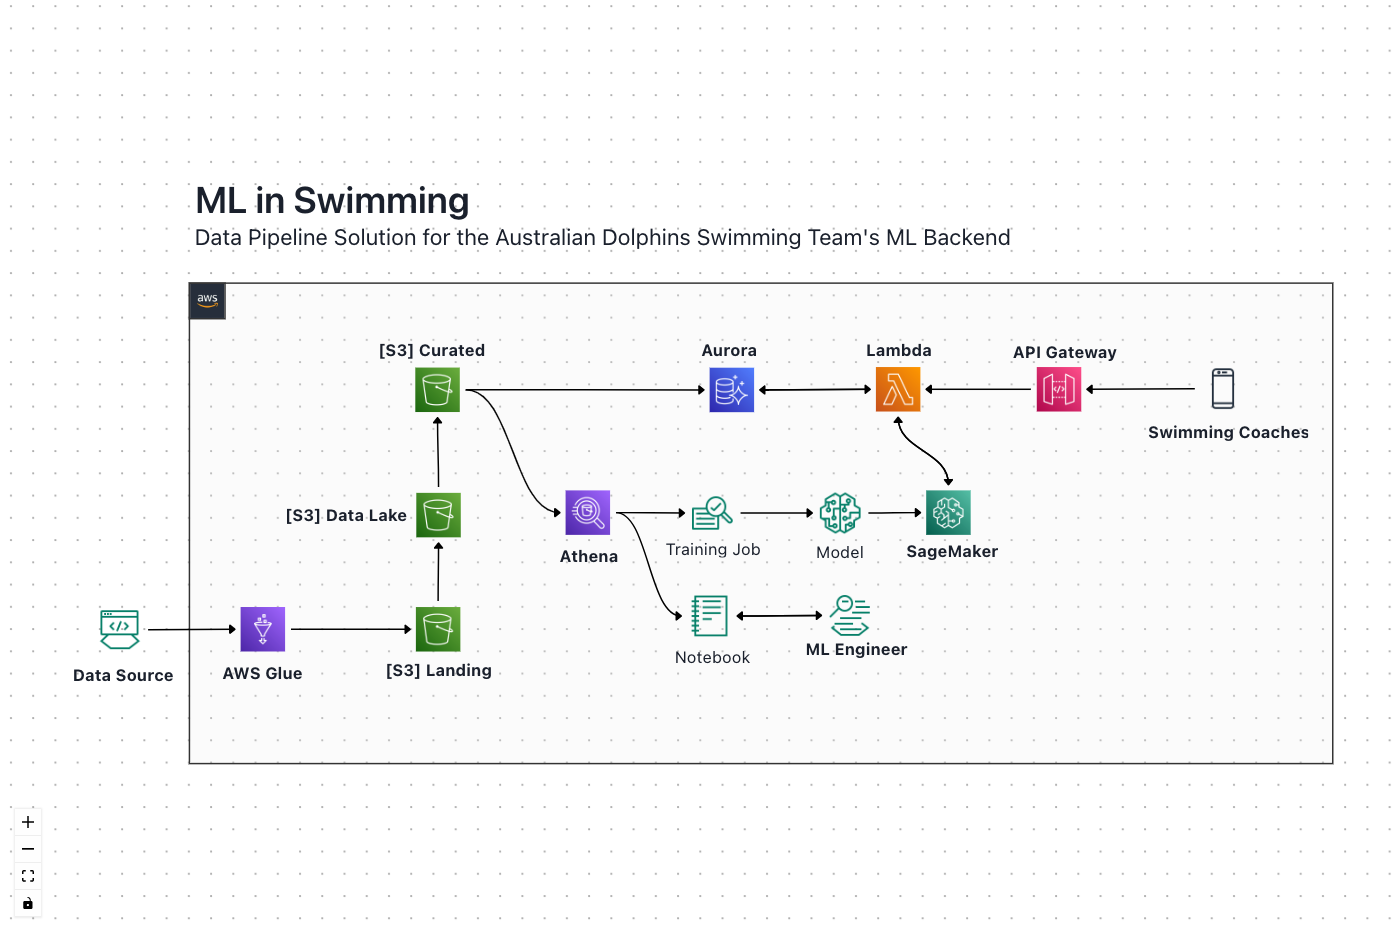 ML in Swimming
Data Pipeline Solution for the Australian Dolphins Swimming Team's ML Backend
aws
[S3] Curated
Aurora
Lambda
API Gateway
Swimming Coaches
[S3] Data Lake
Athena
Training Job
Model
SageMaker
Data Source
AWS Glue
[S3] Landing
Notebook
ML Engineer